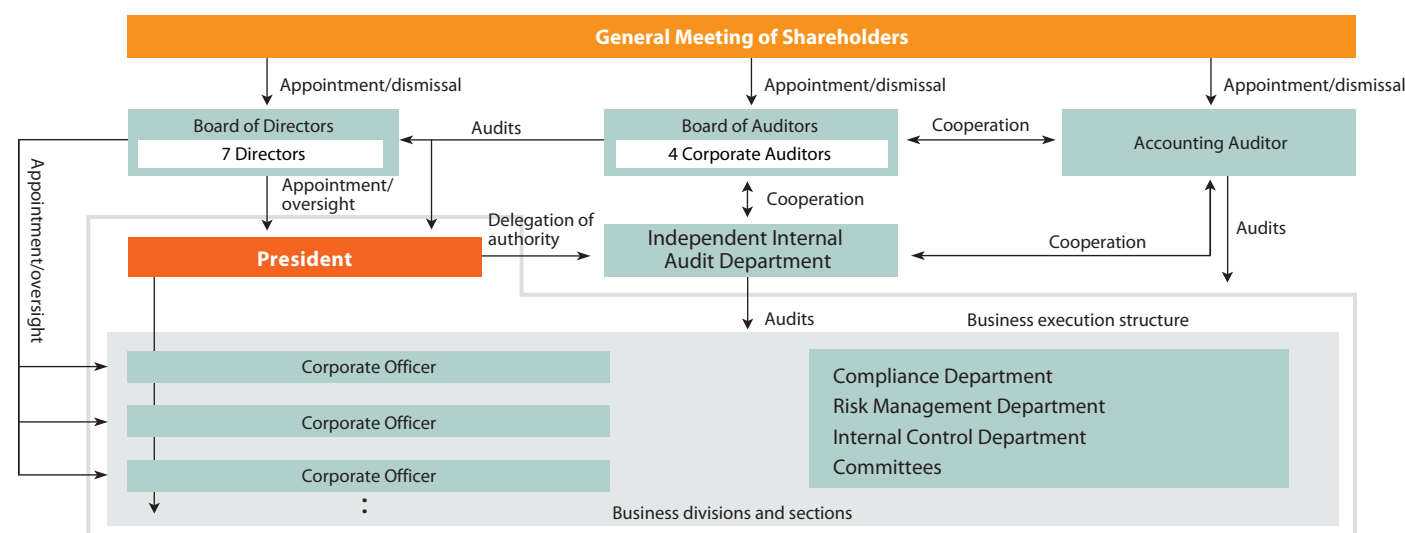 General Meeting of Shareholders
Appointment/dismissal
Appointment/dismissal
Appointment/dismissal
Board of Directors
7 Directors
Audits
Board of Auditors
4 Corporate Auditors
Cooperation
Accounting Auditor
Appointment/oversight
Appointment/
oversight
Cooperation
Delegation of
authority
President
Independent Internal
Audit Department
Cooperation
Audits
Audits
Business execution structure
Corporate Officer
Corporate Officer
Corporate Officer
:
Compliance Department
Risk Management Department
Internal Control Department
Committees
Business divisions and sections